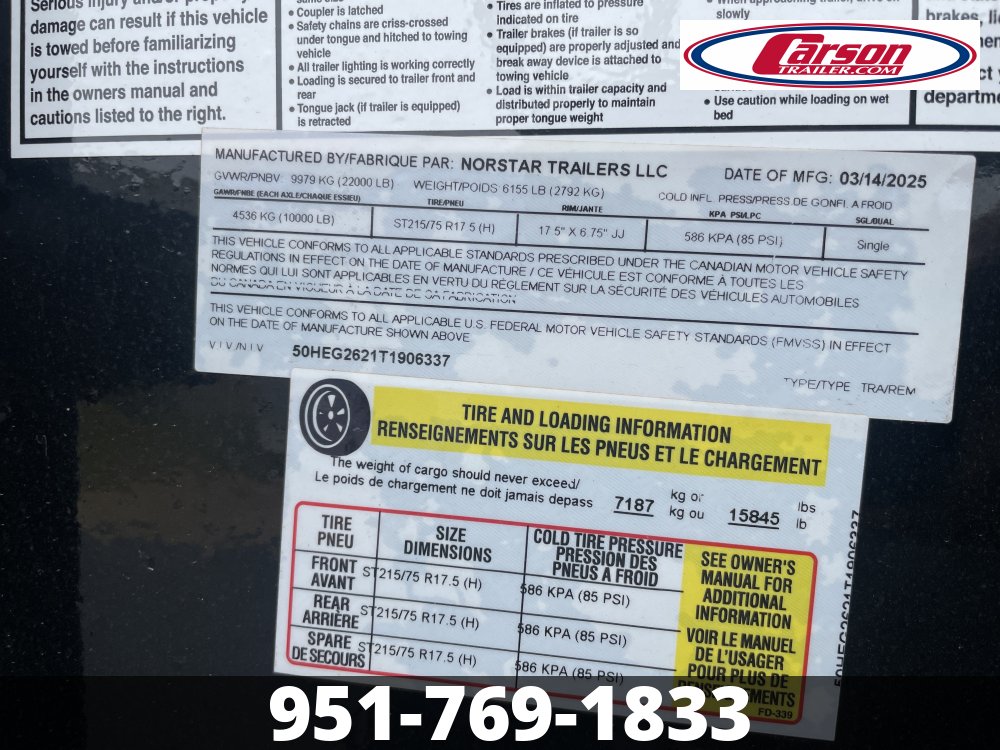 Serious injury and/or
damage can result if this vehicle
is towed before familiarizing
yourself with the instructions
in the owners manual and
cautions listed to the right.
• Coupler is latched
• Safety chains are criss-crossed
under tongue and hitched to towing
vehicle
• All trailer lighting is working correctly
• Loading is secured to trailer front and
rear
• Tongue jack (if trailer is equipped)
is retracted
• Tires are inflated to pressure
indicated on tire
• Trailer brakes (if trailer is so
equipped) are properly adjusted and
break away device is attached to
towing vehicle
• Load is within trailer capacity and
distributed properly to maintain
proper tongue weight
slowly
• Use caution while loading on wet
bed
brakes,
Carson
TRAILER.COM
MANUFACTURED BY/FABRIQUE PAR: NORSTAR TRAILERS LLC
DATE OF MFG: 03/14/2025
GVWR/PNBV 9979 KG (22000 LB) WEIGHT/POIDS 6155 LB (2792 KG)
COLD INFL. PRESS/PRESS.DE GONFL.A FROID
GAWR/PNBE (EACH AXLE/CHAQUE ESSIEU) TIRE/PNEU RIM/JANTE KPA PSI/LPC SGL/DUAL
4536 KG (10000 LB) ST215/75 R17.5 (H) 17.5" X 6.75" JJ 586 KPA (85 PSI) Single
THIS VEHICLE CONFORMS TO ALL APPLICABLE STANDARDS PRESCRIBED UNDER THE CANADIAN MOTOR VEHICLE SAFETY
REGULATIONS IN EFFECT ON THE DATE OF MANUFACTURE / CE VÉHICULE EST CONFORME À TOUTES LES
NORMES QUI LUI SONT APPLICABLES EN VERTU DU RÈGLEMENT SUR LA SÉCURITÉ DES VÉHICULES AUTOMOBILES
DU CANADA EN VIGUEUR À LA DATE DE SA FABRICATION
THIS VEHICLE CONFORMS TO ALL APPLICABLE U.S. FEDERAL MOTOR VEHICLE SAFETY STANDARDS (FMVSS) IN EFFECT
ON THE DATE OF MANUFACTURE SHOWN ABOVE
V I V /N I V 50HEG2621T1906337
TYPE/TYPE TRA/REM
TIRE AND LOADING INFORMATION
RENSEIGNEMENTS SUR LES PNEUS ET LE CHARGEMENT
The weight of cargo should never exceed/
Le poids de chargement ne doit jamais depass
7187 kg or kg ou 15845 lbs lb
TIRE
PNEU
SIZE
DIMENSIONS
COLD TIRE PRESSURE
PRESSION DES
PNEUS A FROID
FRONT
AVANT
ST215/75 R17.5 (H) 586 KPA (85 PSI)
REAR
ARRIÈRE
ST215/75 R17.5 (H) 586 KPA (85 PSI)
SPARE
DE SECOURS
ST215/75 R17.5 (H) 586 KPA (85 PSI)
SEE OWNER'S
MANUAL FOR
ADDITIONAL
INFORMATION
VOIR LE MANUEL
DE L'USAGER
POUR PLUS DE
RENSEIGNEMENTS
FD-339
50HEG2621T1906337
951-769-1833